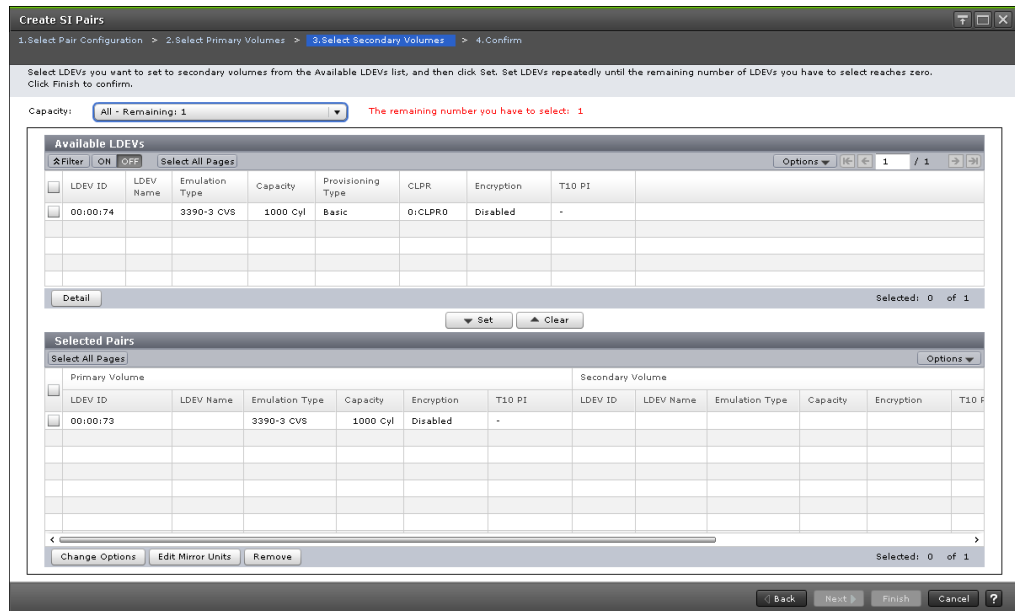 Create SI Pairs
1.Select Pair Configuration > 2.Select Primary Volumes > 3.Select Secondary Volumes > 4.Confirm
Select LDEVs you want to set to secondary volumes from the Available LDEVs list, and then click Set. Set LDEVs repeatedly until the remaining number of LDEVs you have to select reaches zero.
Click Finish to confirm.
Capacity: All - Remaining: 1 The remaining number you have to select: 1
Available LDEVs
Filter ON OFF Select All Pages Options 1 / 1
LDEV ID LDEV Name Emulation Type Capacity Provisioning Type CLPR Encryption T10 PI
00:00:74 3390-3 CVS 1000 Cyl Basic 0:CLPR0 Disabled -
Detail Selected: 0 of 1
Set Clear
Selected Pairs
Select All Pages Options
Primary Volume Secondary Volume
LDEV ID LDEV Name Emulation Type Capacity Encryption T10 PI LDEV ID LDEV Name Emulation Type Capacity Encryption T10 P
00:00:73 3390-3 CVS 1000 Cyl Disabled -
Change Options Edit Mirror Units Remove Selected: 0 of 1
Back Next Finish Cancel ?